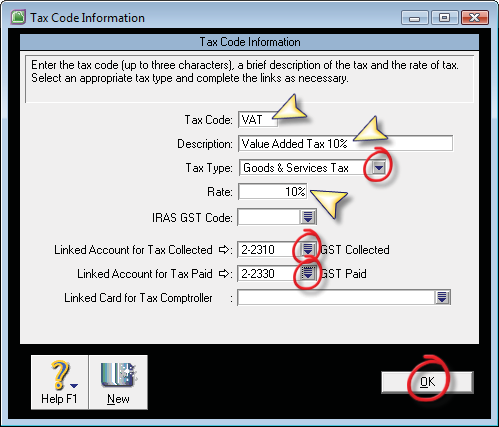 Tax Code Information
Tax Code Information
Enter the tax code (up to three characters), a brief description of the tax and the rate of tax.
Select an appropriate tax type and complete the links as necessary.
Tax Code: VAT
Description: Value Added Tax 10%
Tax Type: Goods & Services Tax
Rate: 10%
IRAS GST Code:
Linked Account for Tax Collected : 2-2310 GST Collected
Linked Account for Tax Paid : 2-2330 GST Paid
Linked Card for Tax Comptroller :
Help F1 New OK